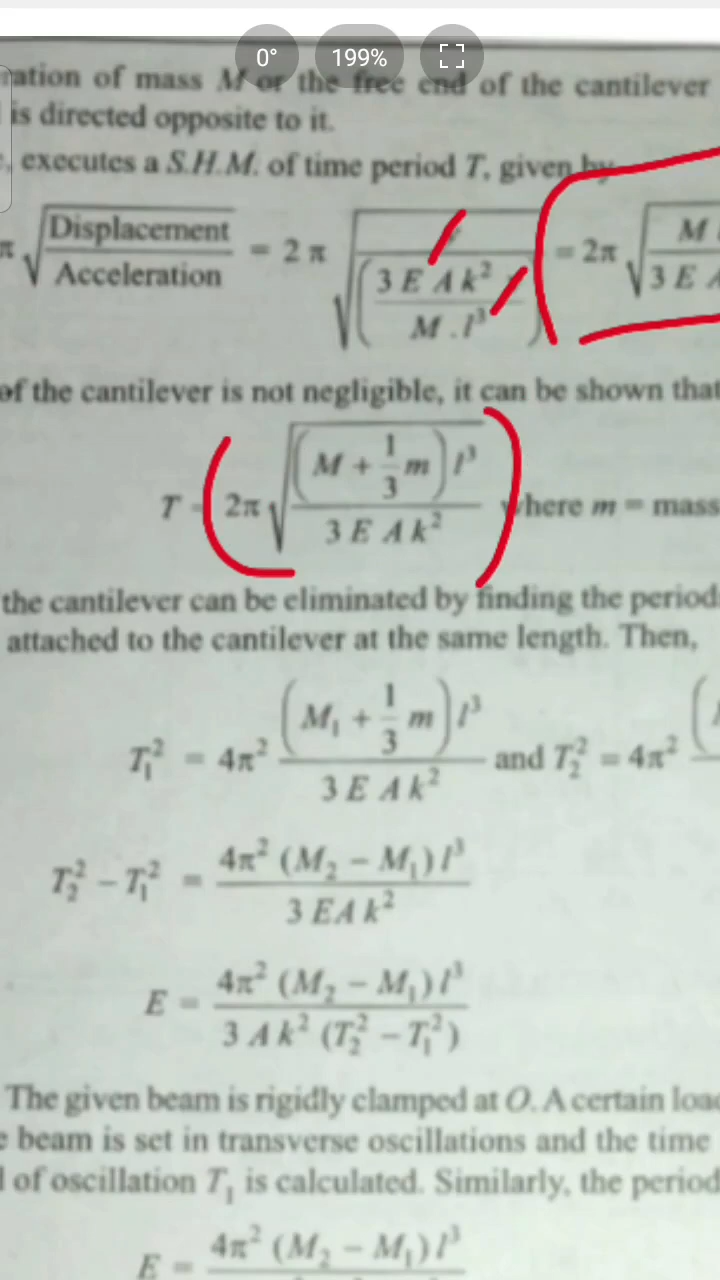 0° 199%
ration of mass M or the free end of the cantilever
is directed opposite to it.
, executes a S.H.M. of time period T, given by
π √(Displacement / Acceleration) = 2 π √( / (3 E A k² / M . l³)) = 2π √(M / 3 E A
of the cantilever is not negligible, it can be shown that
T = 2π √((M + 1/3 m) l³ / 3 E A k²) where m = mass
the cantilever can be eliminated by finding the period
attached to the cantilever at the same length. Then,
T₁² = 4π² (M₁ + 1/3 m) l³ / 3 E A k² and T₂² = 4π² (
T₂² – T₁² = 4π² (M₂ – M₁) l³ / 3 EA k²
E = 4π² (M₂ – M₁) l³ / 3 A k² (T₂² – T₁²)
The given beam is rigidly clamped at O. A certain loa
e beam is set in transverse oscillations and the time
l of oscillation T₁ is calculated. Similarly, the period
E = 4π² (M₂ – M₁) l³